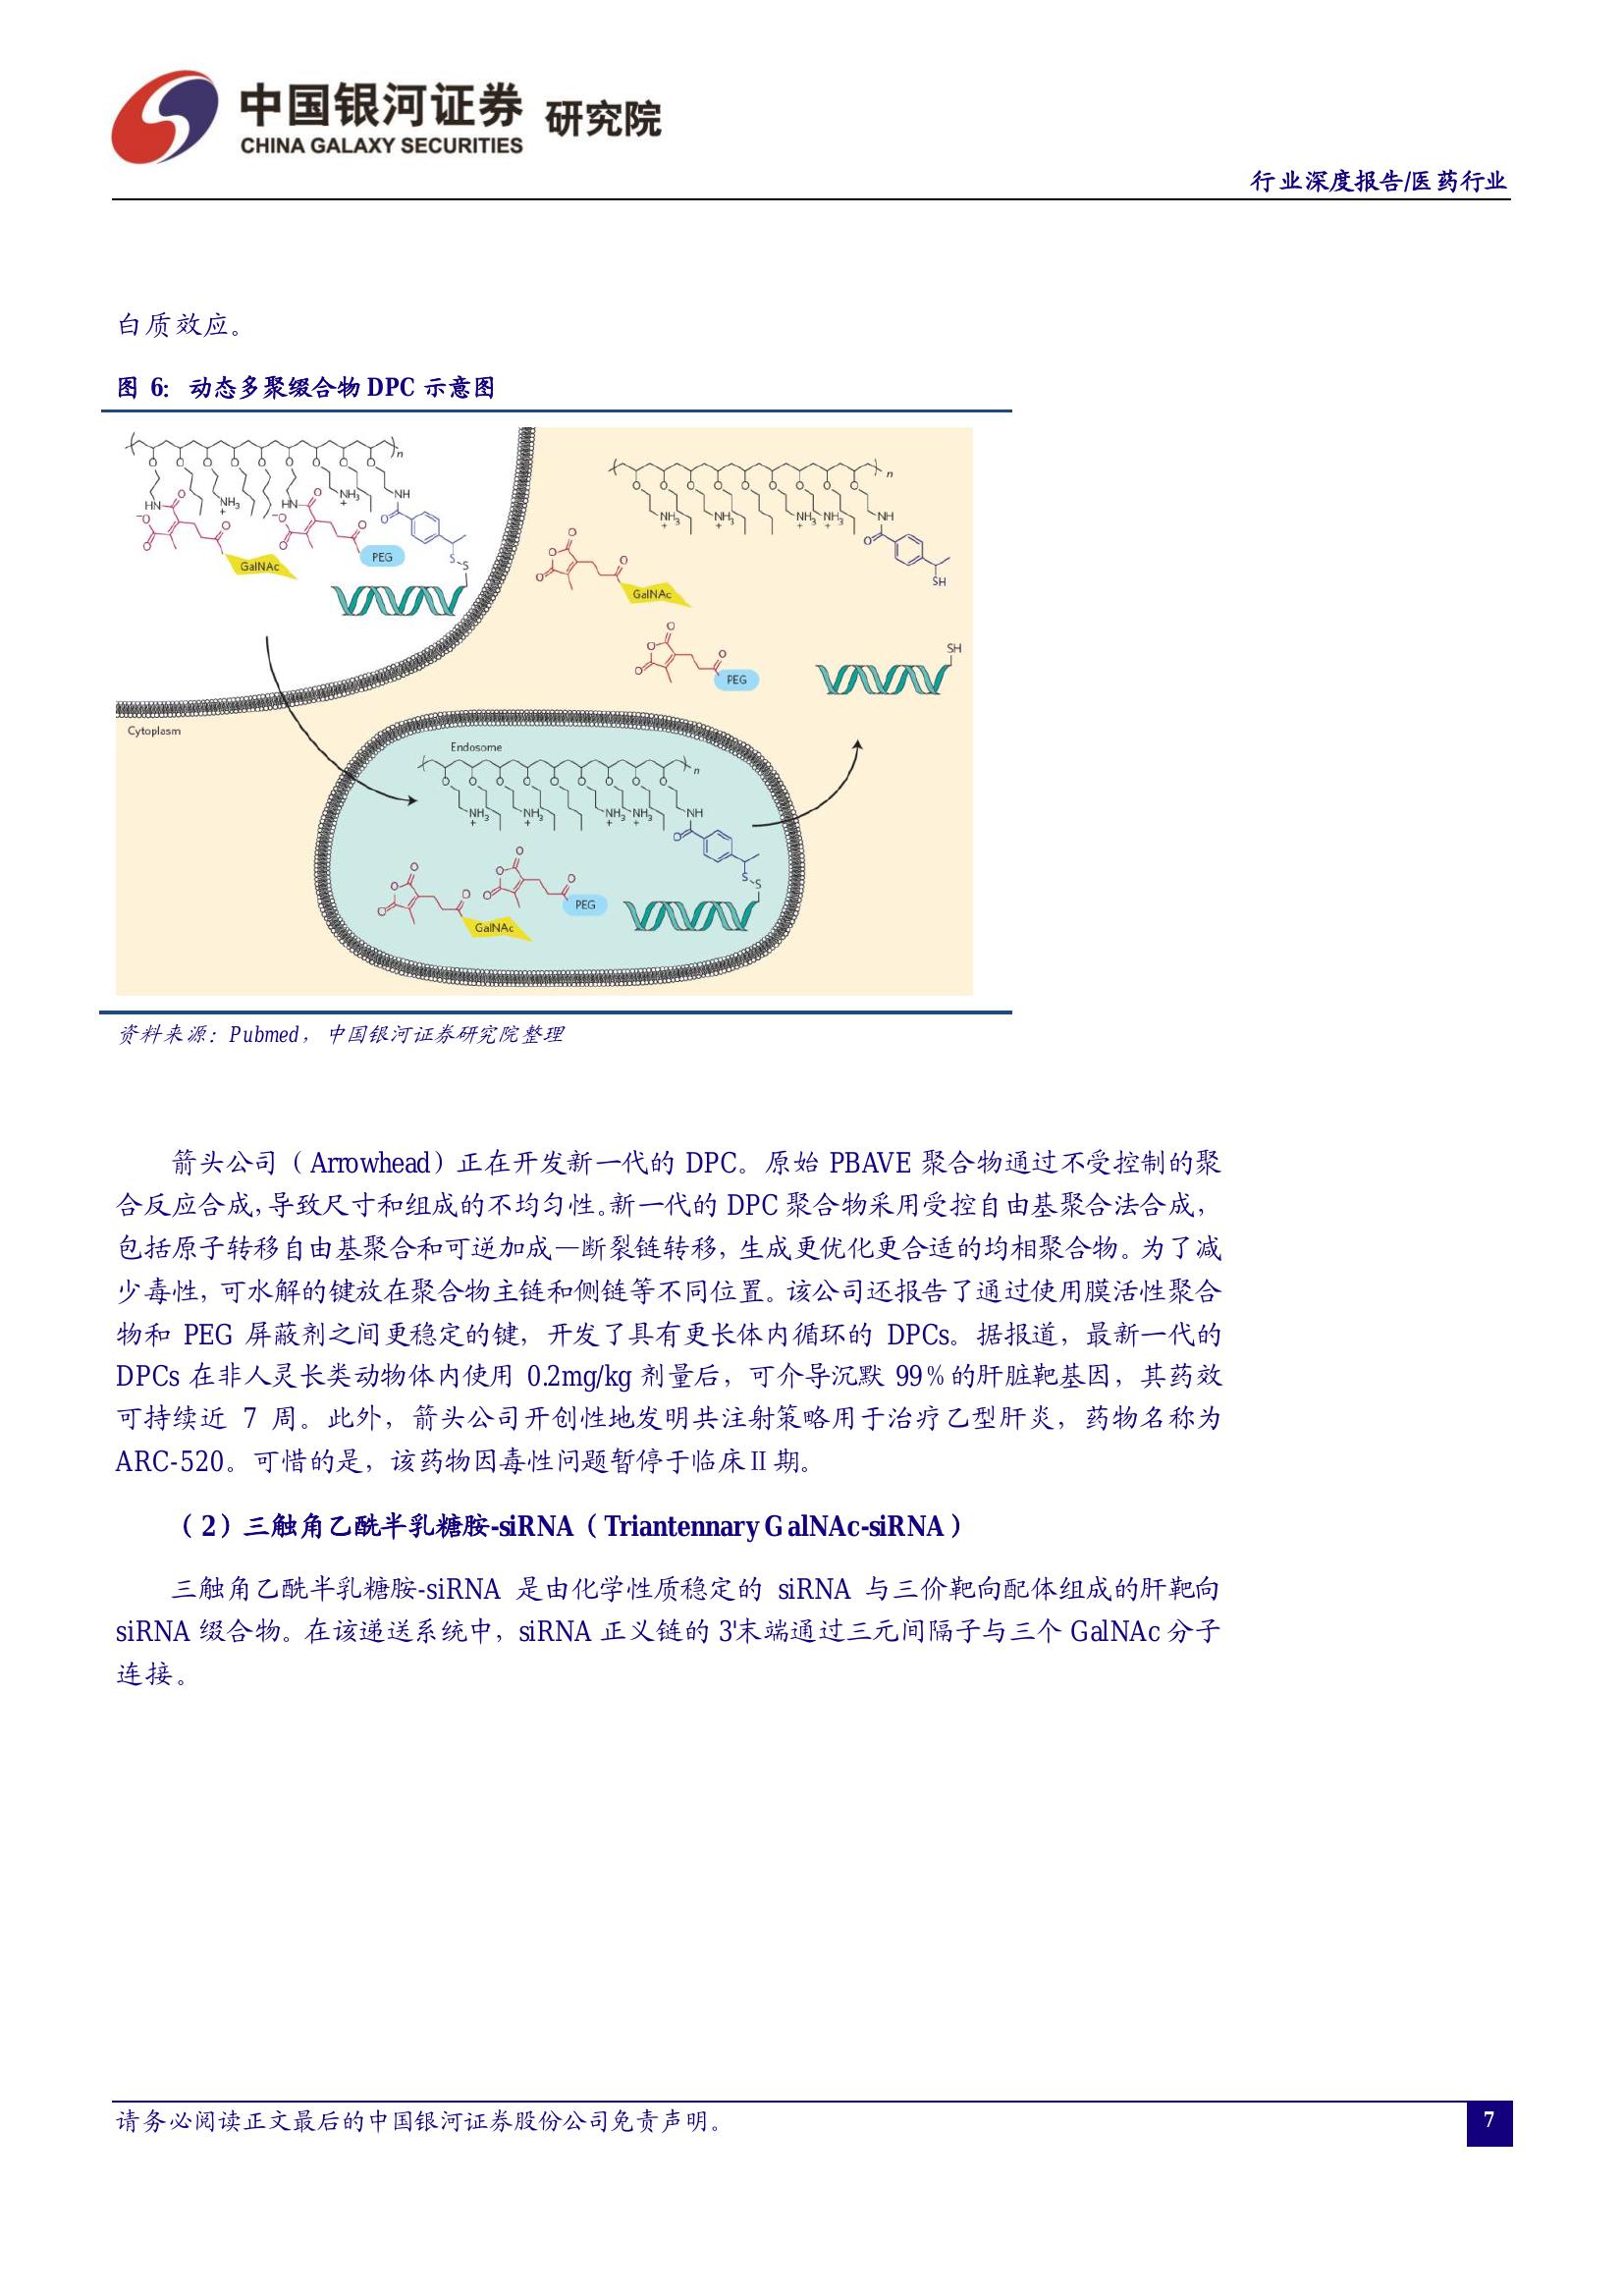 中国银河证券 研究院
CHINA GALAXY SECURITIES
行业深度报告/医药行业
白质效应。
图 6: 动态多聚缀合物 DPC 示意图
n
O O O O O O O O O
HN NH3 + HN NH3 + NH
O O O O O O O O O
GalNAc
PEG
S-S
n
O O O O O O O O O
NH3 + NH3 + NH3 + NH3 + NH
O
SH
O O O O
GalNAc
O O O O
PEG
SH
Cytoplasm
Endosome
n
O O O O O O O O O
NH3 + NH3 + NH3 + NH3 + NH
O
S-S
O O O O
O O O O
PEG
GalNAc
资料来源：Pubmed，中国银河证券研究院整理
箭头公司（Arrowhead）正在开发新一代的 DPC。原始 PBAVE 聚合物通过不受控制的聚
合反应合成，导致尺寸和组成的不均匀性。新一代的 DPC 聚合物采用受控自由基聚合法合成，
包括原子转移自由基聚合和可逆加成—断裂链转移，生成更优化更合适的均相聚合物。为了减
少毒性，可水解的键放在聚合物主链和侧链等不同位置。该公司还报告了通过使用膜活性聚合
物和 PEG 屏蔽剂之间更稳定的键，开发了具有更长体内循环的 DPCs。据报道，最新一代的
DPCs 在非人灵长类动物体内使用 0.2mg/kg 剂量后，可介导沉默 99%的肝脏靶基因，其药效
可持续近 7 周。此外，箭头公司开创性地发明共注射策略用于治疗乙型肝炎，药物名称为
ARC-520。可惜的是，该药物因毒性问题暂停于临床Ⅱ期。
（2）三触角乙酰半乳糖胺-siRNA（Triantennary GalNAc-siRNA）
三触角乙酰半乳糖胺-siRNA 是由化学性质稳定的 siRNA 与三价靶向配体组成的肝靶向
siRNA 缀合物。在该递送系统中，siRNA 正义链的 3'末端通过三元间隔子与三个 GalNAc 分子
连接。
请务必阅读正文最后的中国银河证券股份公司免责声明。
7